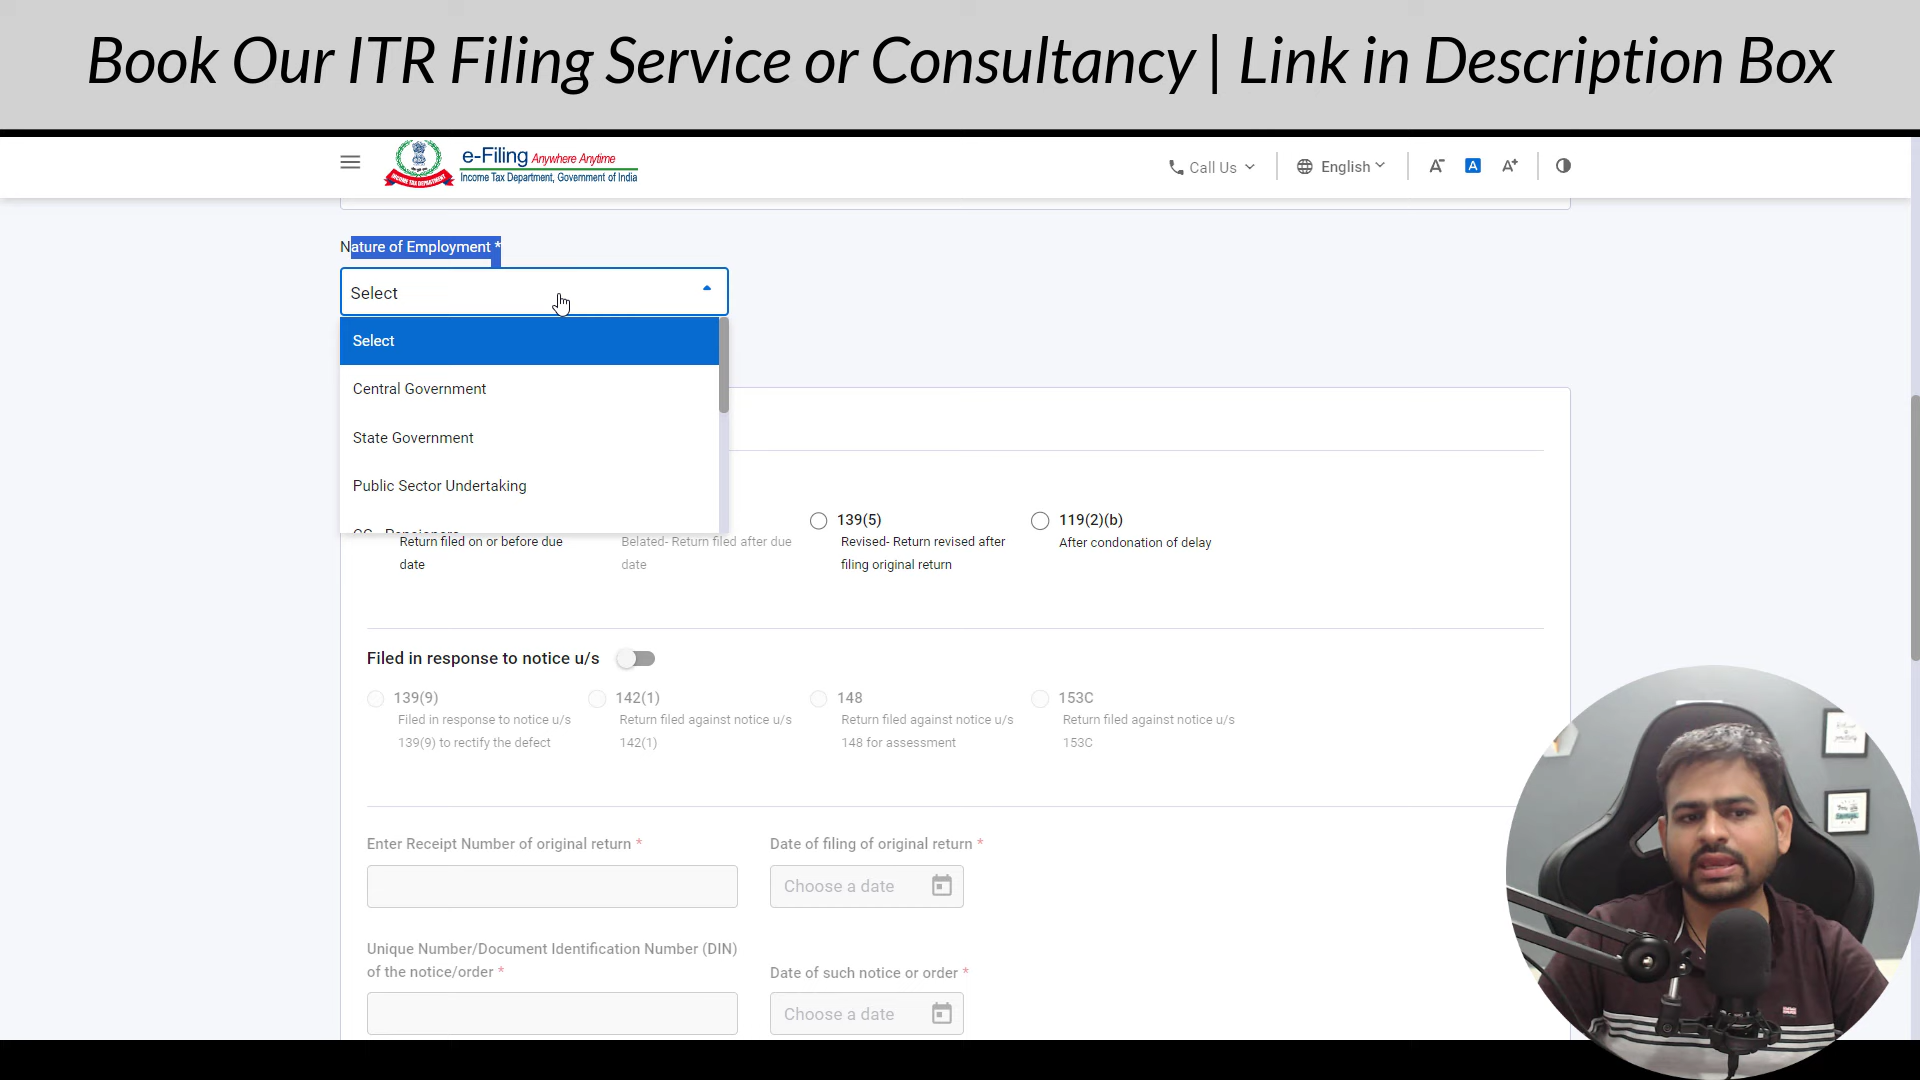 Book Our ITR Filing Service or Consultancy | Link in Description Box
e-Filing Anywhere Anytime
Income Tax Department, Government of India
Call Us
English
A-
A
A+
Nature of Employment *
Select
Select
Central Government
State Government
Public Sector Undertaking
139(5)
119(2)(b)
Return filed on or before due date
Belated- Return filed after due date
Revised- Return revised after filing original return
After condonation of delay
Filed in response to notice u/s
139(9)
142(1)
148
153C
Filed in response to notice u/s 139(9) to rectify the defect
Return filed against notice u/s 142(1)
Return filed against notice u/s 148 for assessment
Return filed against notice u/s 153C
Enter Receipt Number of original return *
Date of filing of original return *
Choose a date
Unique Number/Document Identification Number (DIN)
of the notice/order *
Date of such notice or order *
Choose a date